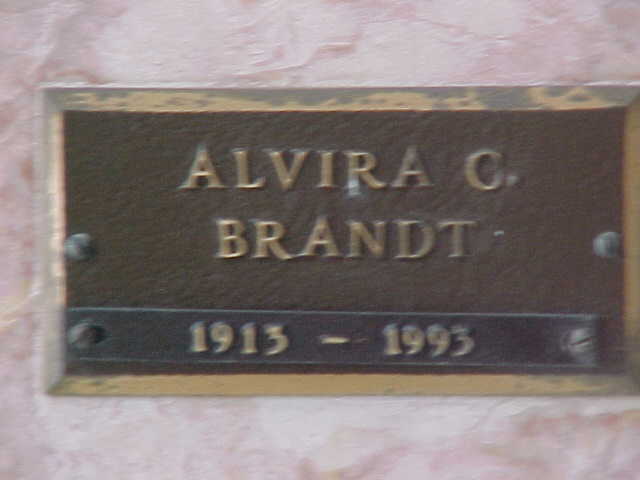 ALVIRA C.
BRANDT
1913 – 1993